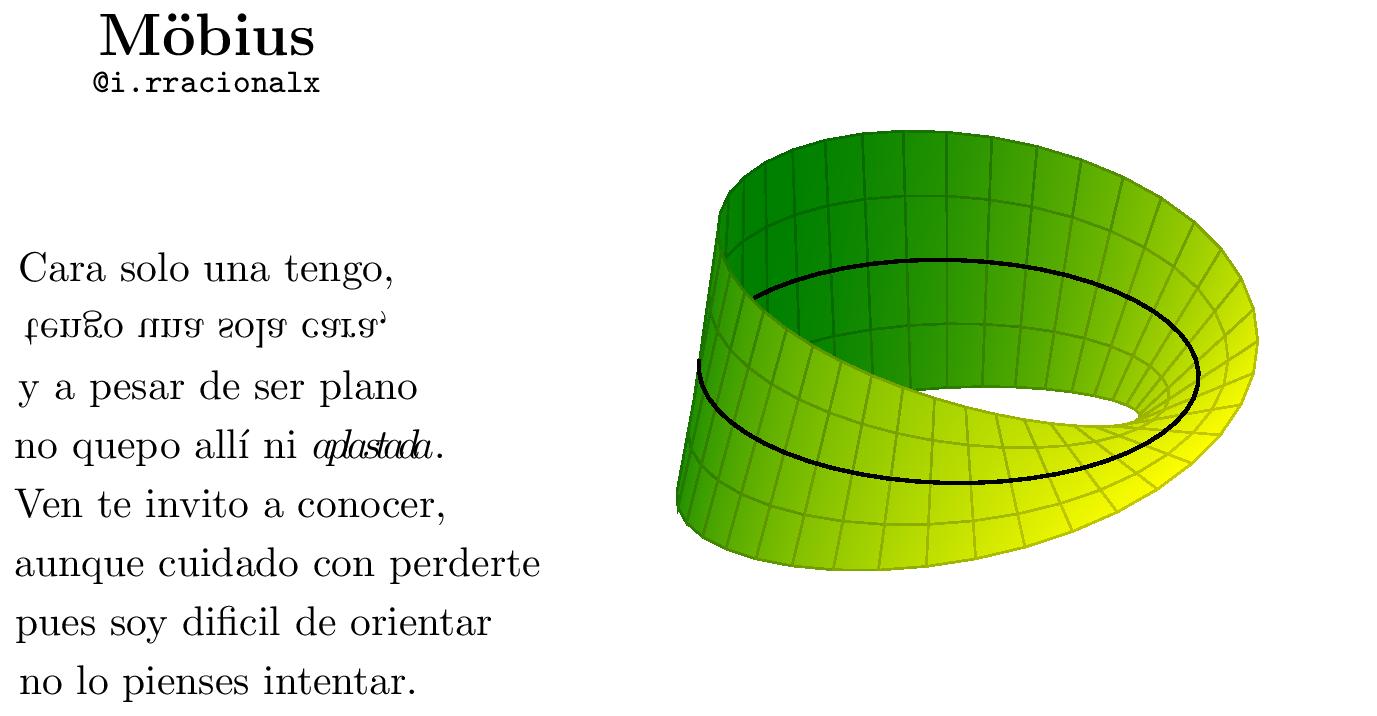 Möbius
@i.rracionalx
Cara solo una tengo,
tengo una sola cara,
y a pesar de ser plano
no quepo allí ni aplastada.
Ven te invito a conocer,
aunque cuidado con perderte
pues soy dificil de orientar
no lo pienses intentar.